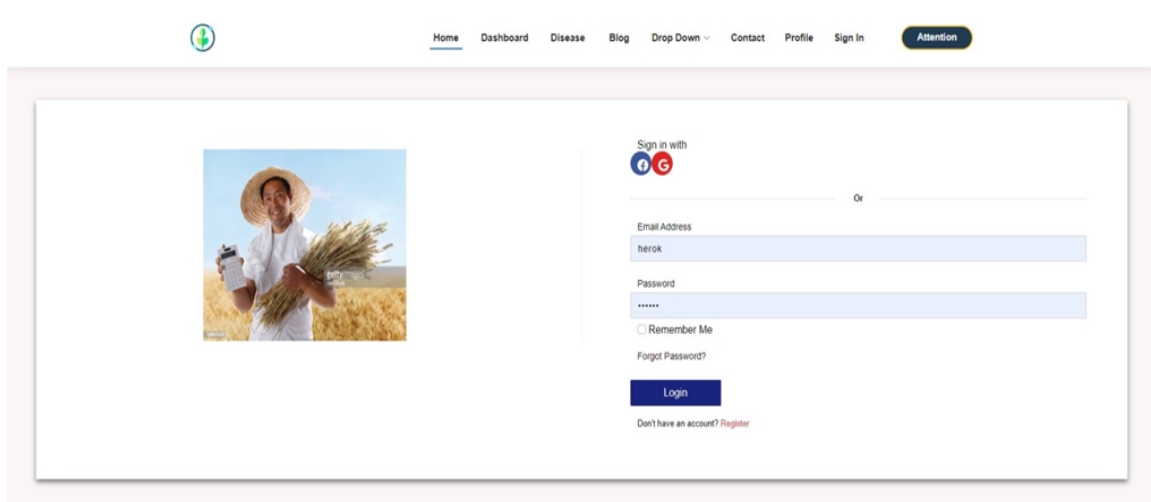 Home Dashboard Disease Blog Drop Down Contact Profile Sign In Attention
Sign in with
Or
Email Address
herok
Password
••••••
Remember Me
Forgot Password?
Login
Don't have an account? Register